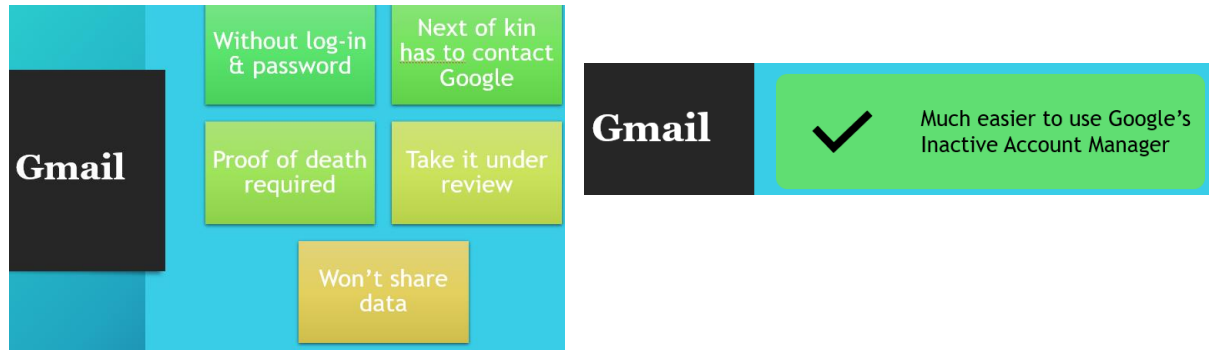 Gmail
Without log-in
& password
Next of kin
has to contact
Google
Proof of death
required
Take it under
review
Won't share
data
Gmail
Much easier to use Google's
Inactive Account Manager